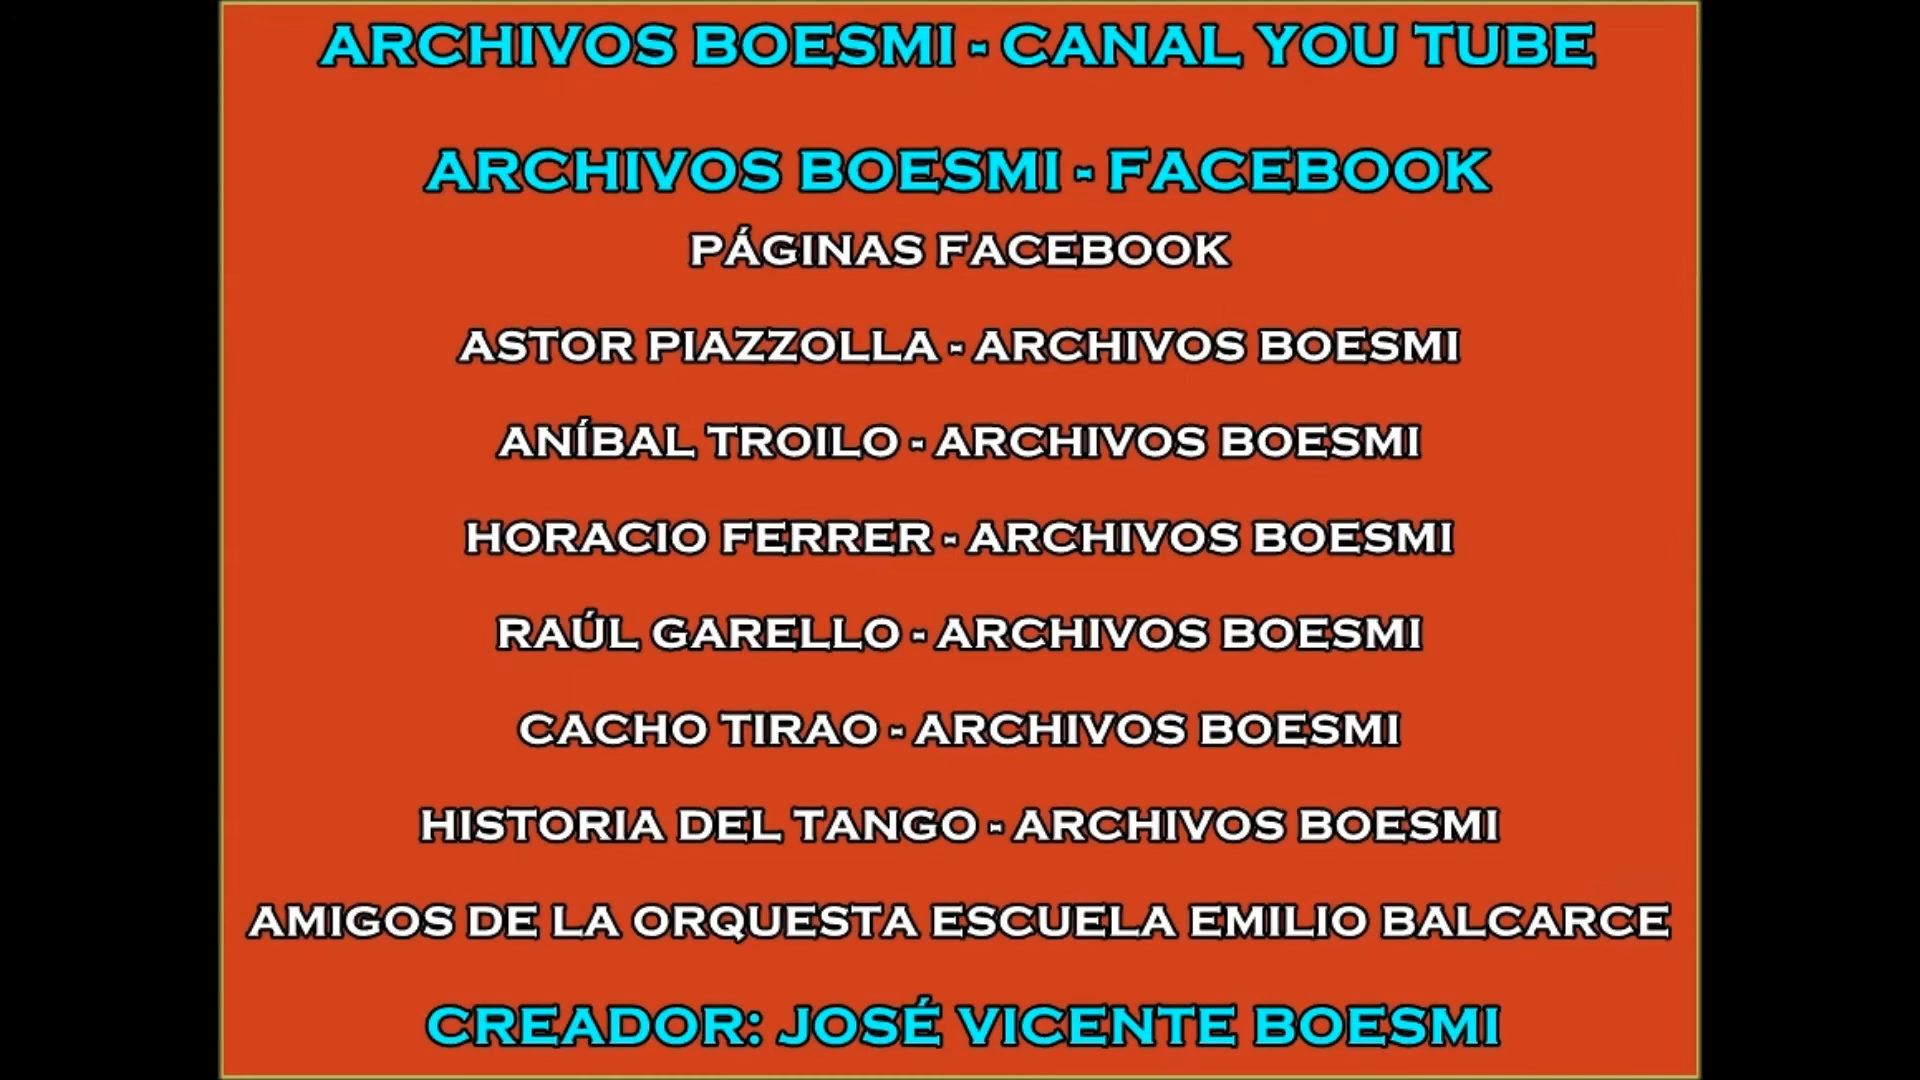 ARCHIVOS BOESMI - CANAL YOU TUBE
ARCHIVOS BOESMI - FACEBOOK
PÁGINAS FACEBOOK
ASTOR PIAZZOLLA - ARCHIVOS BOESMI
ANÍBAL TROILO - ARCHIVOS BOESMI
HORACIO FERRER - ARCHIVOS BOESMI
RAÚL GARELLO - ARCHIVOS BOESMI
CACHO TIRAO - ARCHIVOS BOESMI
HISTORIA DEL TANGO - ARCHIVOS BOESMI
AMIGOS DE LA ORQUESTA ESCUELA EMILIO BALCARCE
CREADOR: JOSÉ VICENTE BOESMI